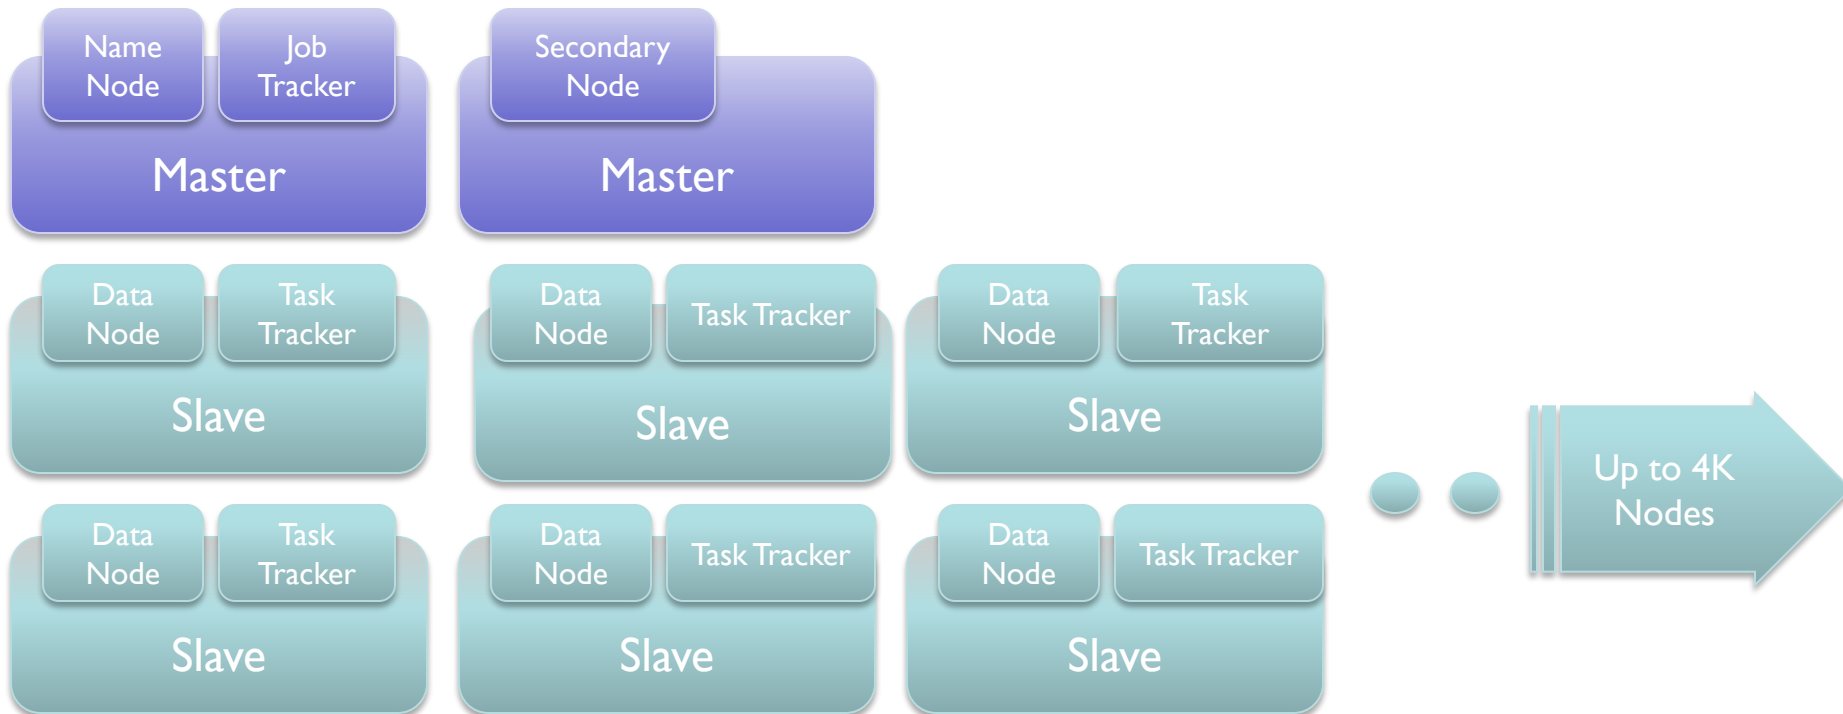 Name
Node
Job
Tracker
Master
Secondary
Node
Master
Data
Node
Task
Tracker
Slave
Data
Node
Task Tracker
Slave
Data
Node
Task
Tracker
Slave
Data
Node
Task
Tracker
Slave
Data
Node
Task Tracker
Slave
Data
Node
Task Tracker
Slave
Up to 4K
Nodes